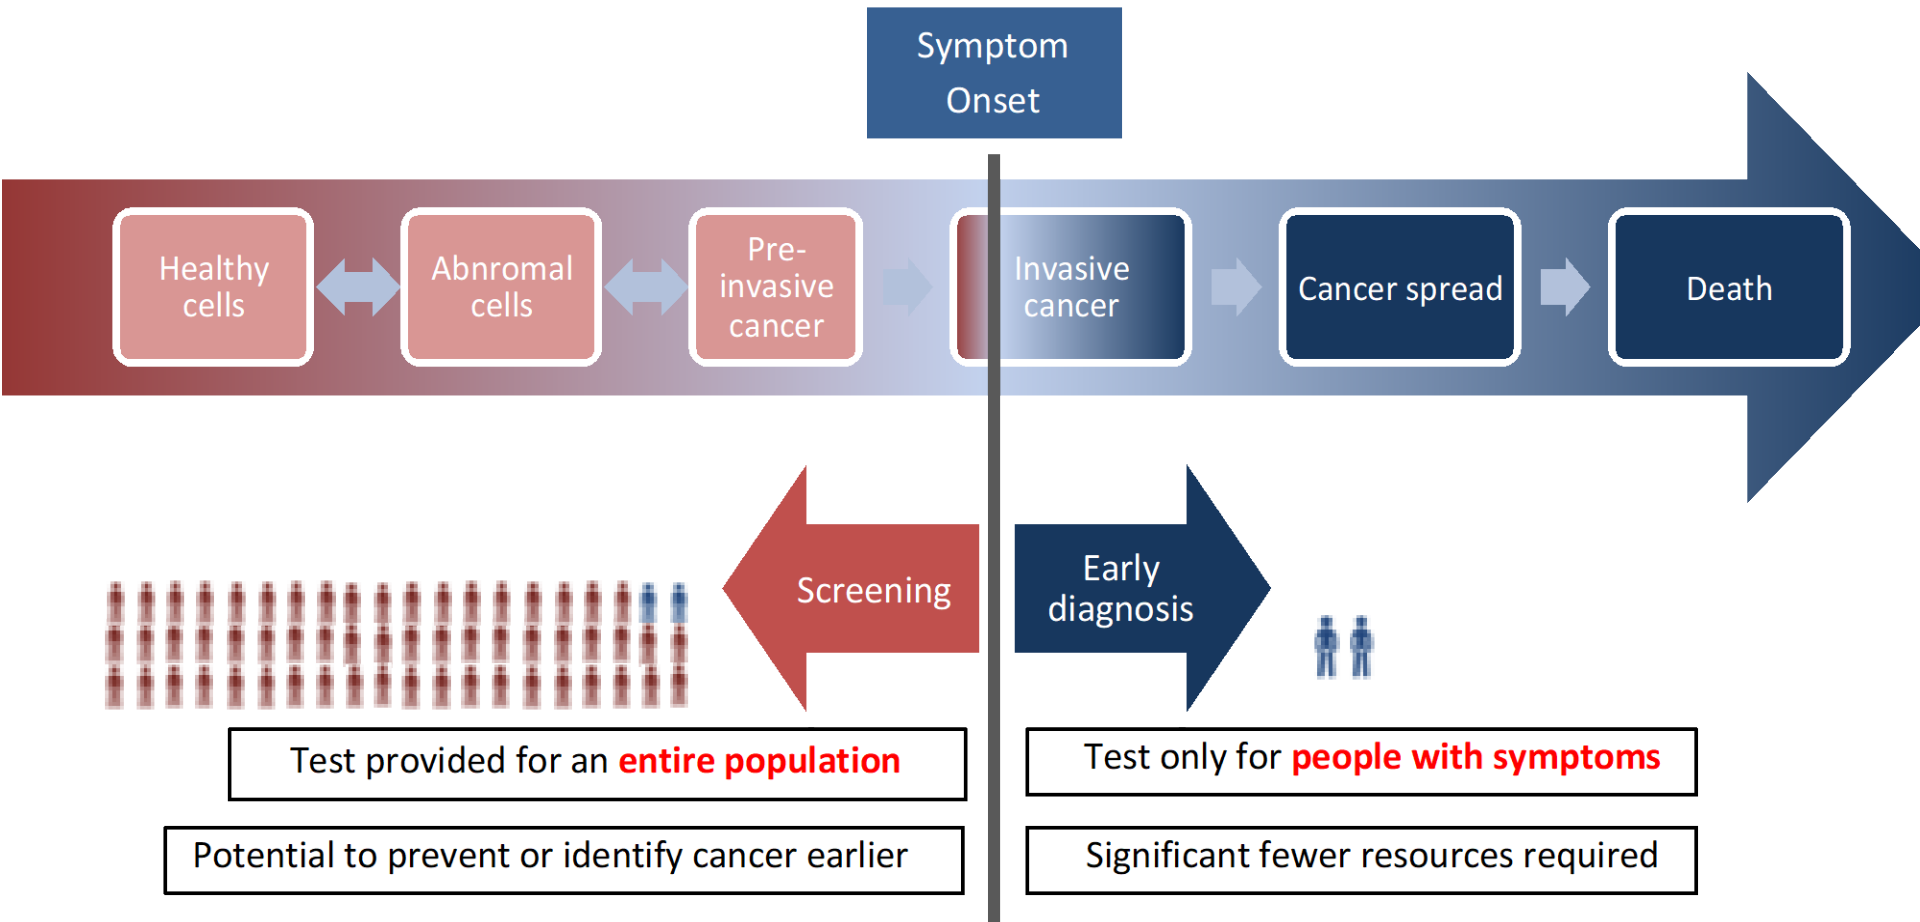 Symptom
Onset
Healthy
cells
Abnromal
cells
Pre-
invasive
cancer
Invasive
cancer
Cancer spread
Death
Screening
Early
diagnosis
Test provided for an entire population
Test only for people with symptoms
Potential to prevent or identify cancer earlier
Significant fewer resources required